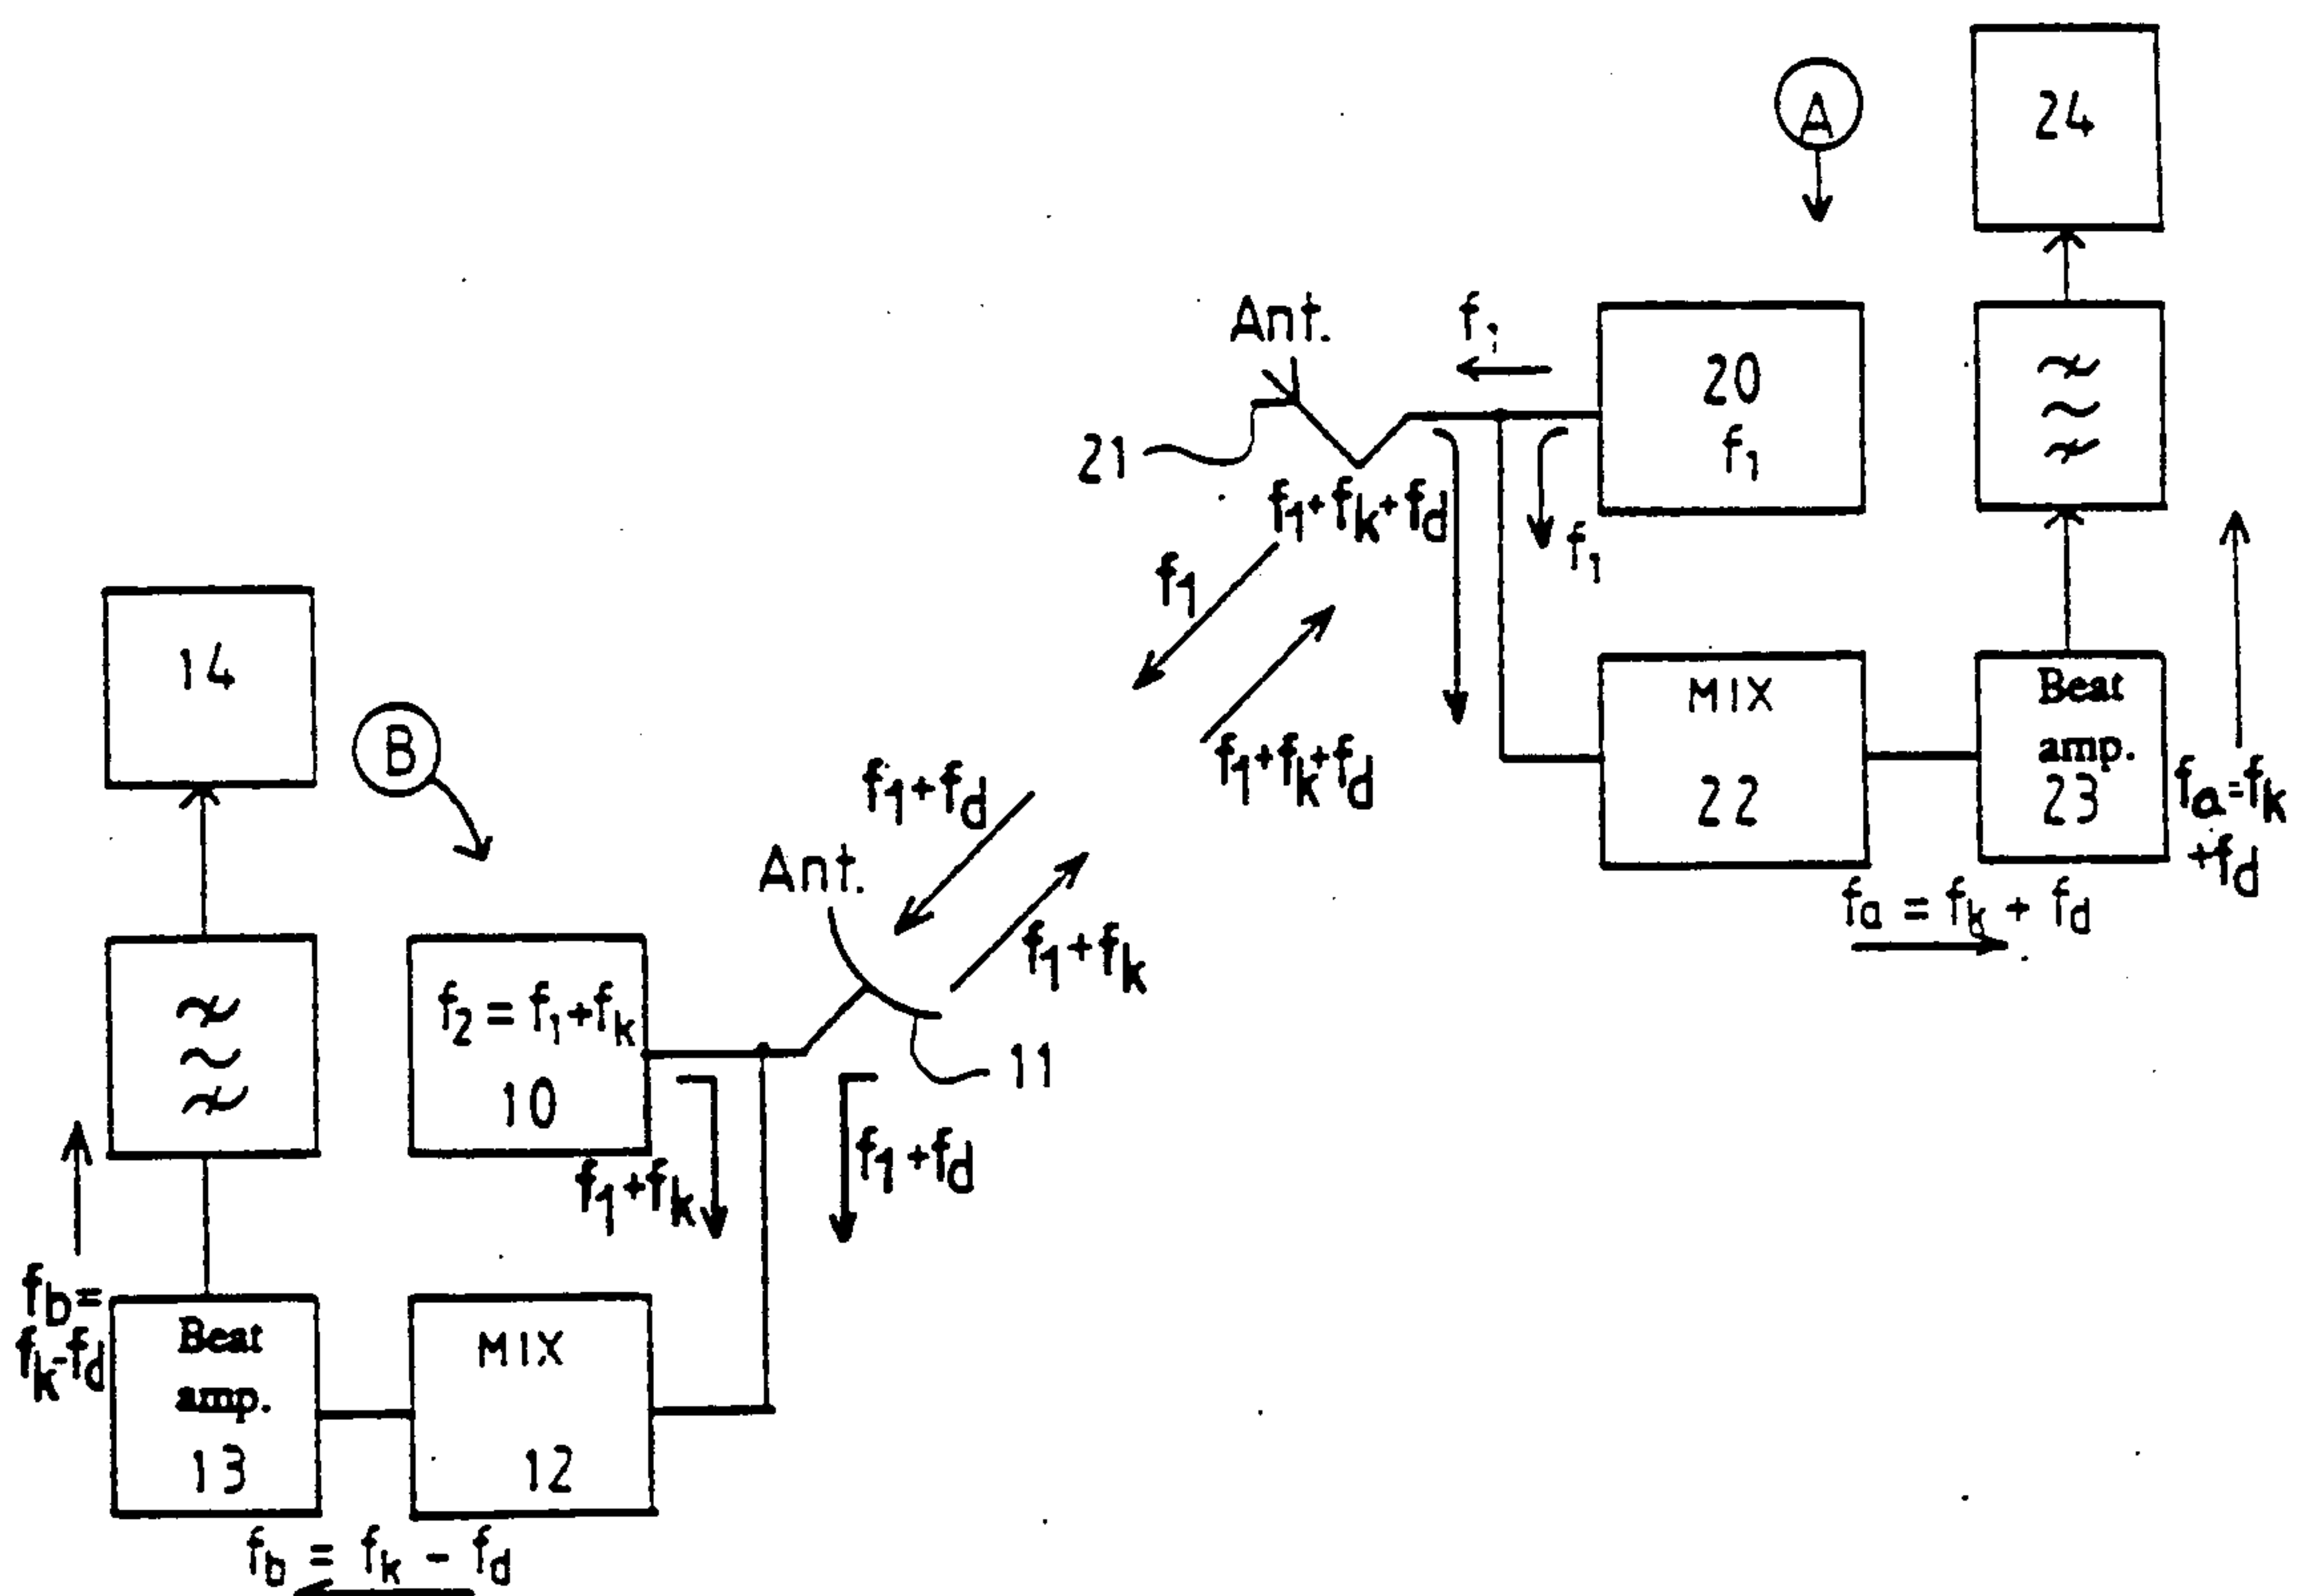 A
24
Ant.
f₁
20
f₁
21
f₁+fk+fd
f₁
f₁
MIX
22
Beat
amp.
23
f₁+fk+fd
fa=fk
+fd
fa = fk + fd
14
B
f₁+fd
Ant.
f₁+fk
f₂ = f₁+fk
10
11
f₁+fk
f₁+fd
fb=
fk-fd
Beat
amp.
13
MIX
12
fb = fk - fd